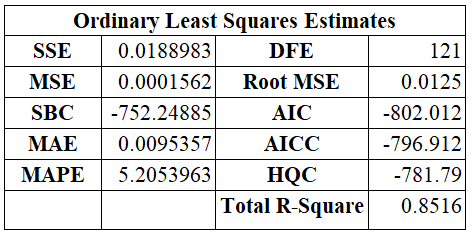 Ordinary Least Squares Estimates
SSE 0.0188983 DFE 121
MSE 0.0001562 Root MSE 0.0125
SBC -752.24885 AIC -802.012
MAE 0.0095357 AICC -796.912
MAPE 5.2053963 HQC -781.79
Total R-Square 0.8516